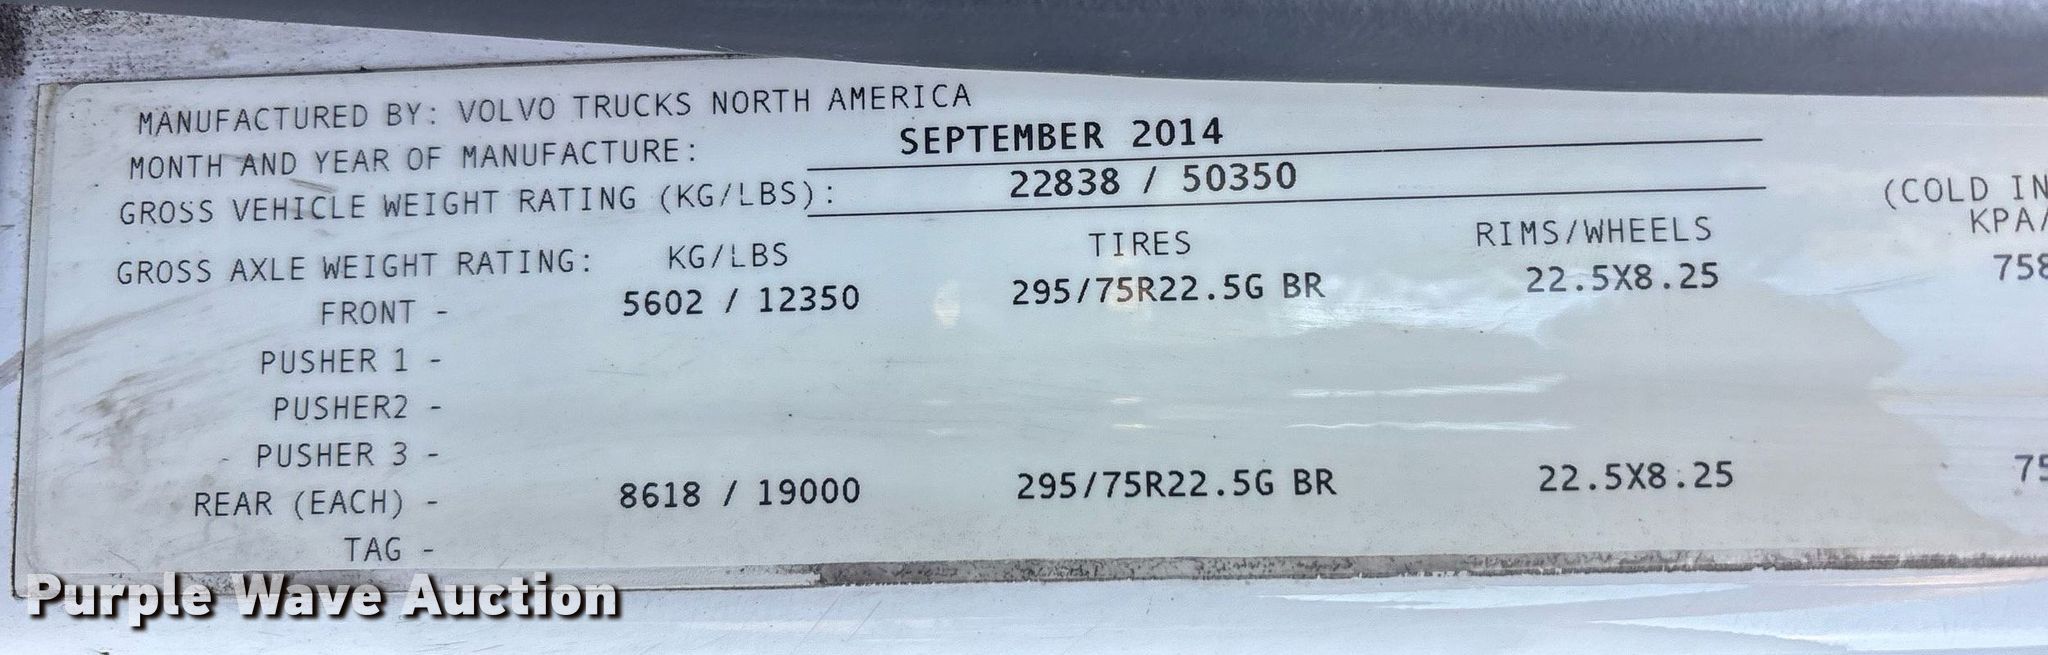 MANUFACTURED BY: VOLVO TRUCKS NORTH AMERICA
MONTH AND YEAR OF MANUFACTURE: SEPTEMBER 2014
GROSS VEHICLE WEIGHT RATING (KG/LBS): 22838 / 50350
(COLD IN
GROSS AXLE WEIGHT RATING: KG/LBS TIRES RIMS/WHEELS KPA/
FRONT - 5602 / 12350 295/75R22.5G BR 22.5X8.25 758
PUSHER 1 -
PUSHER2 -
PUSHER 3 -
REAR (EACH) - 8618 / 19000 295/75R22.5G BR 22.5X8.25 75
TAG -
Purple Wave Auction